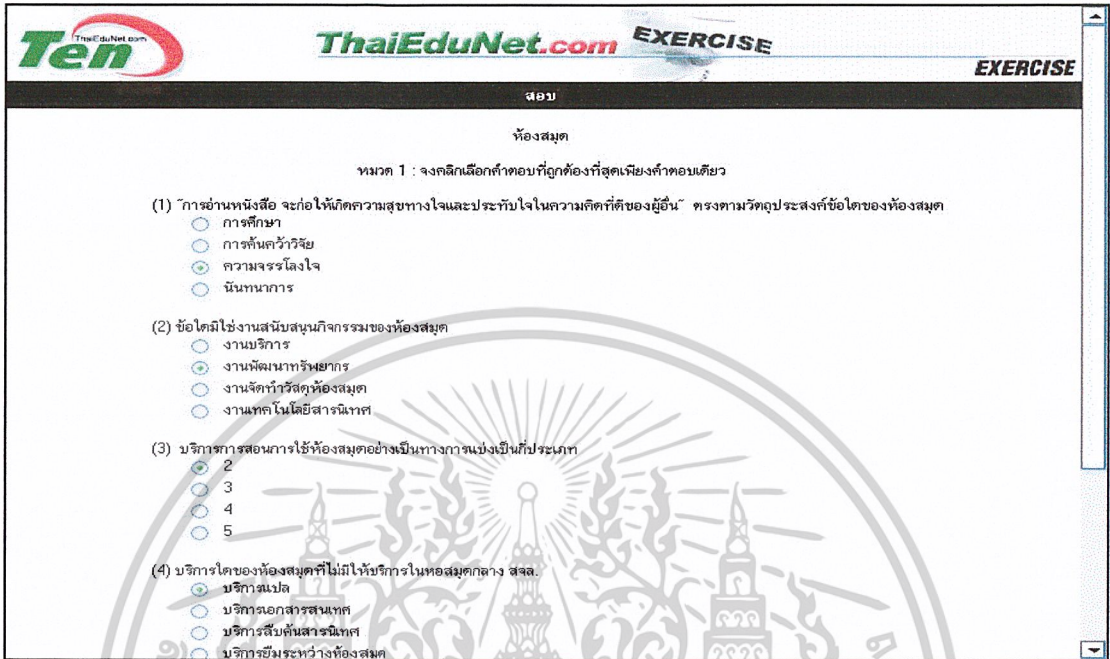 ThaiEduNet.com
Ten
ThaiEduNet.com EXERCISE
EXERCISE
สอบ
ห้องสมุด
หมวด 1 : จงคลิกเลือกคำตอบที่ถูกต้องที่สุดเพียงคำตอบเดียว
(1) "การอ่านหนังสือ จะก่อให้เกิดความสุขทางใจและประทับใจในความคิดที่ดีของผู้อื่น" ตรงตามวัตถุประสงค์ข้อใดของห้องสมุด
การศึกษา
การค้นคว้าวิจัย
ความจรรโลงใจ
นันทนาการ
(2) ข้อใดมิใช่งานสนับสนุนกิจกรรมของห้องสมุด
งานบริการ
งานพัฒนาทรัพยากร
งานจัดทำวัสดุห้องสมุด
งานเทคโนโลยีสารนิเทศ
(3) บริการการสอนการใช้ห้องสมุดอย่างเป็นทางการแบ่งเป็นกี่ประเภท
2
3
4
5
(4) บริการใดของห้องสมุดที่ไม่มีให้บริการในหอสมุดกลาง สจล.
บริการแปล
บริการเอกสารสนเทศ
บริการสืบค้นสารนิเทศ
บริการยืมระหว่างห้องสมุด